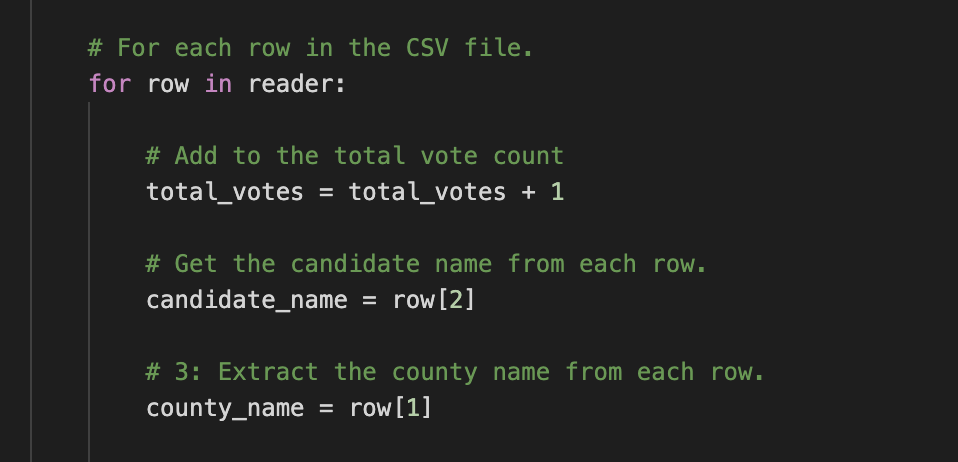 # For each row in the CSV file.
for row in reader:
# Add to the total vote count
total_votes = total_votes + 1
# Get the candidate name from each row.
candidate_name = row[2]
# 3: Extract the county name from each row.
county_name = row[1]